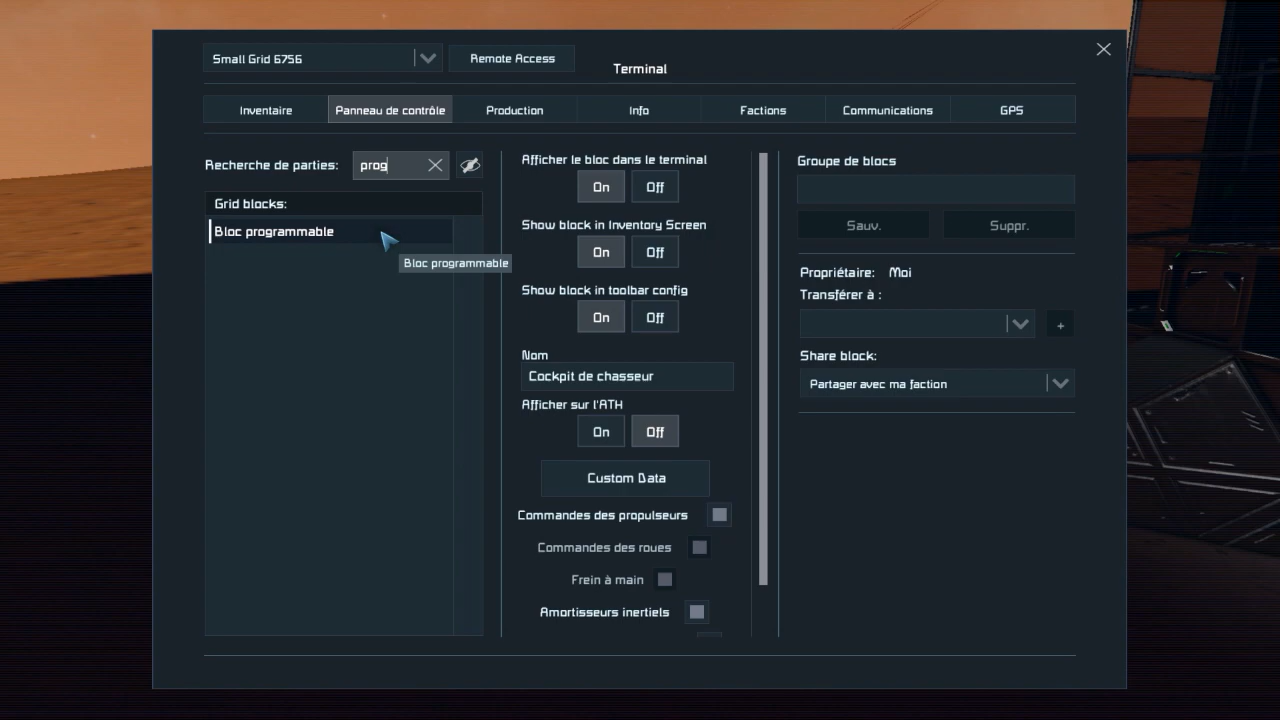 Small Grid 6756
Remote Access
Terminal
Inventaire
Panneau de contrôle
Production
Info
Factions
Communications
GPS
Recherche de parties:
prog
Grid blocks:
Bloc programmable
Bloc programmable
Afficher le bloc dans le terminal
On
Off
Show block in Inventory Screen
On
Off
Show block in toolbar config
On
Off
Nom
Cockpit de chasseur
Afficher sur l'ATH
On
Off
Custom Data
Commandes des propulseurs
Commandes des roues
Frein à main
Amortisseurs inertiels
Groupe de blocs
Sauv.
Suppr.
Propriétaire: Moi
Transférer à :
+
Share block:
Partager avec ma faction